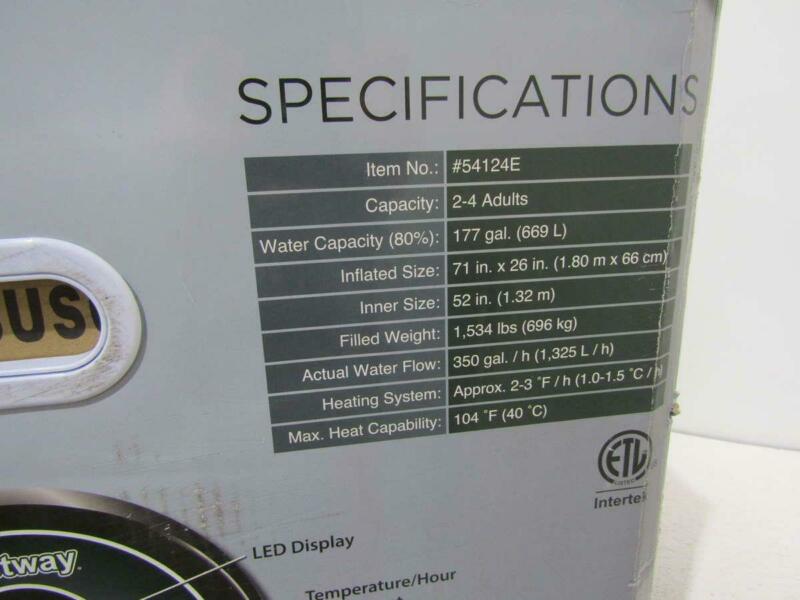 SPECIFICATIONS
Item No.: #54124E
Capacity: 2-4 Adults
Water Capacity (80%): 177 gal. (669 L)
Inflated Size: 71 in. x 26 in. (1.80 m x 66 cm)
Inner Size: 52 in. (1.32 m)
Filled Weight: 1,534 lbs (696 kg)
Actual Water Flow: 350 gal. / h (1,325 L / h)
Heating System: Approx. 2-3 ˚F / h (1.0-1.5 ˚C / h)
Max. Heat Capability: 104 ˚F (40 ˚C)
ETL
LISTED
Intertek
LED Display
Temperature/Hour